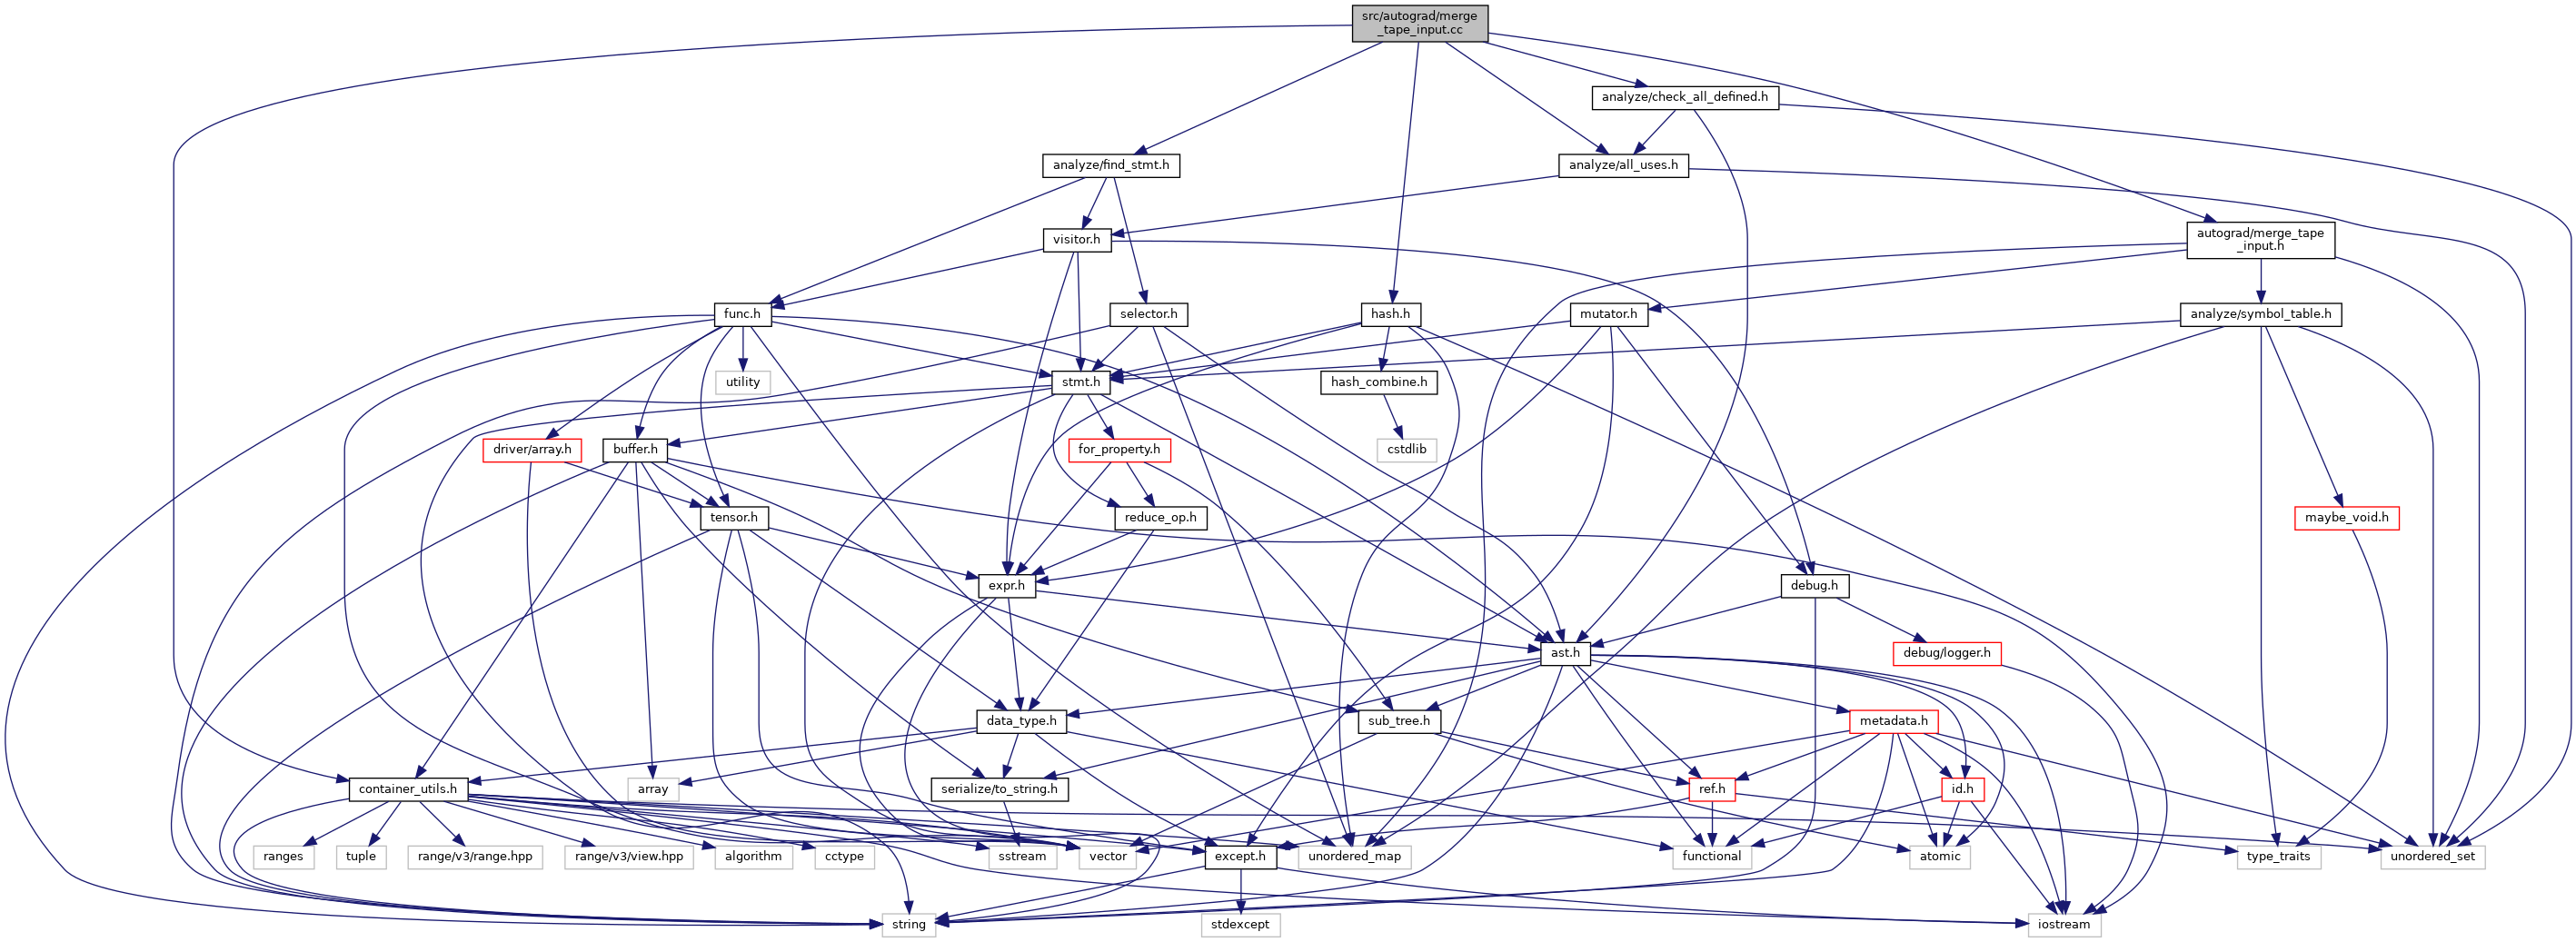 src/autograd/merge
_tape_input.cc
analyze/check_all_defined.h
analyze/find_stmt.h
analyze/all_uses.h
visitor.h
autograd/merge_tape
_input.h
func.h
selector.h
hash.h
mutator.h
analyze/symbol_table.h
utility
stmt.h
hash_combine.h
driver/array.h
buffer.h
for_property.h
cstdlib
tensor.h
reduce_op.h
maybe_void.h
expr.h
debug.h
ast.h
debug/logger.h
data_type.h
sub_tree.h
metadata.h
container_utils.h
array
serialize/to_string.h
ref.h
id.h
ranges
tuple
range/v3/range.hpp
range/v3/view.hpp
algorithm
cctype
sstream
vector
except.h
unordered_map
functional
atomic
type_traits
unordered_set
string
stdexcept
iostream